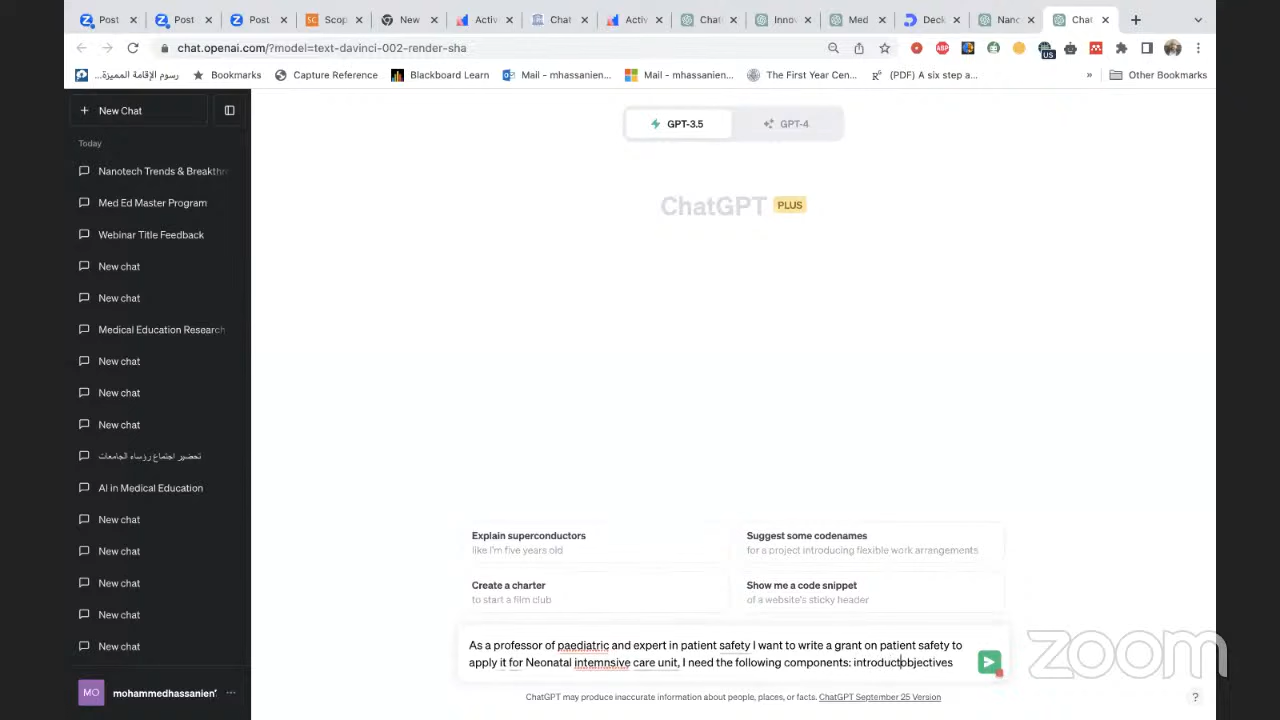 Post
Post
Post
Scop
New
Activ
Chat
Activ
Chat
Innov
Med
Deck
Nanc
Chat
chat.openai.com/?model=text-davinci-002-render-sha
ABP
US
رسوم الإقامة المميزة...
Bookmarks
Capture Reference
Blackboard Learn
Mail – mhassanien...
Mail – mhassanien...
The First Year Cen...
(PDF) A six step a...
»
Other Bookmarks
+ New Chat
GPT-3.5
GPT-4
Today
Nanotech Trends & Breakthr
Med Ed Master Program
Webinar Title Feedback
New chat
New chat
Medical Education Research
New chat
New chat
New chat
تحضير اجتماع رؤساء الجامعات
AI in Medical Education
New chat
New chat
New chat
New chat
New chat
MO
mohammedhassanien'
...
ChatGPT PLUS
Explain superconductors
like I'm five years old
Suggest some codenames
for a project introducing flexible work arrangements
Create a charter
to start a film club
Show me a code snippet
of a website's sticky header
As a professor of paediatric and expert in patient safety I want to write a grant on patient safety to
apply it for Neonatal intemnsive care unit, I need the following components: introductobjectives
ChatGPT may produce inaccurate information about people, places, or facts. ChatGPT September 25 Version
?
zoom